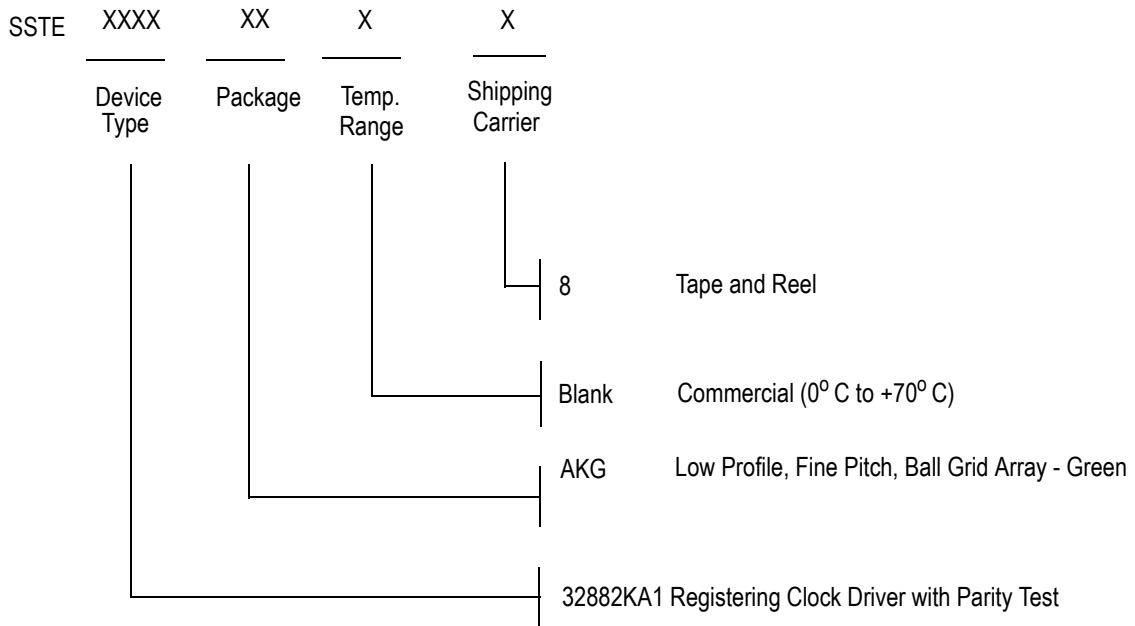 SSTE XXXX XX X X
Device Type Package Temp. Range Shipping Carrier
8 Tape and Reel
Blank Commercial (0° C to +70° C)
AKG Low Profile, Fine Pitch, Ball Grid Array - Green
32882KA1 Registering Clock Driver with Parity Test